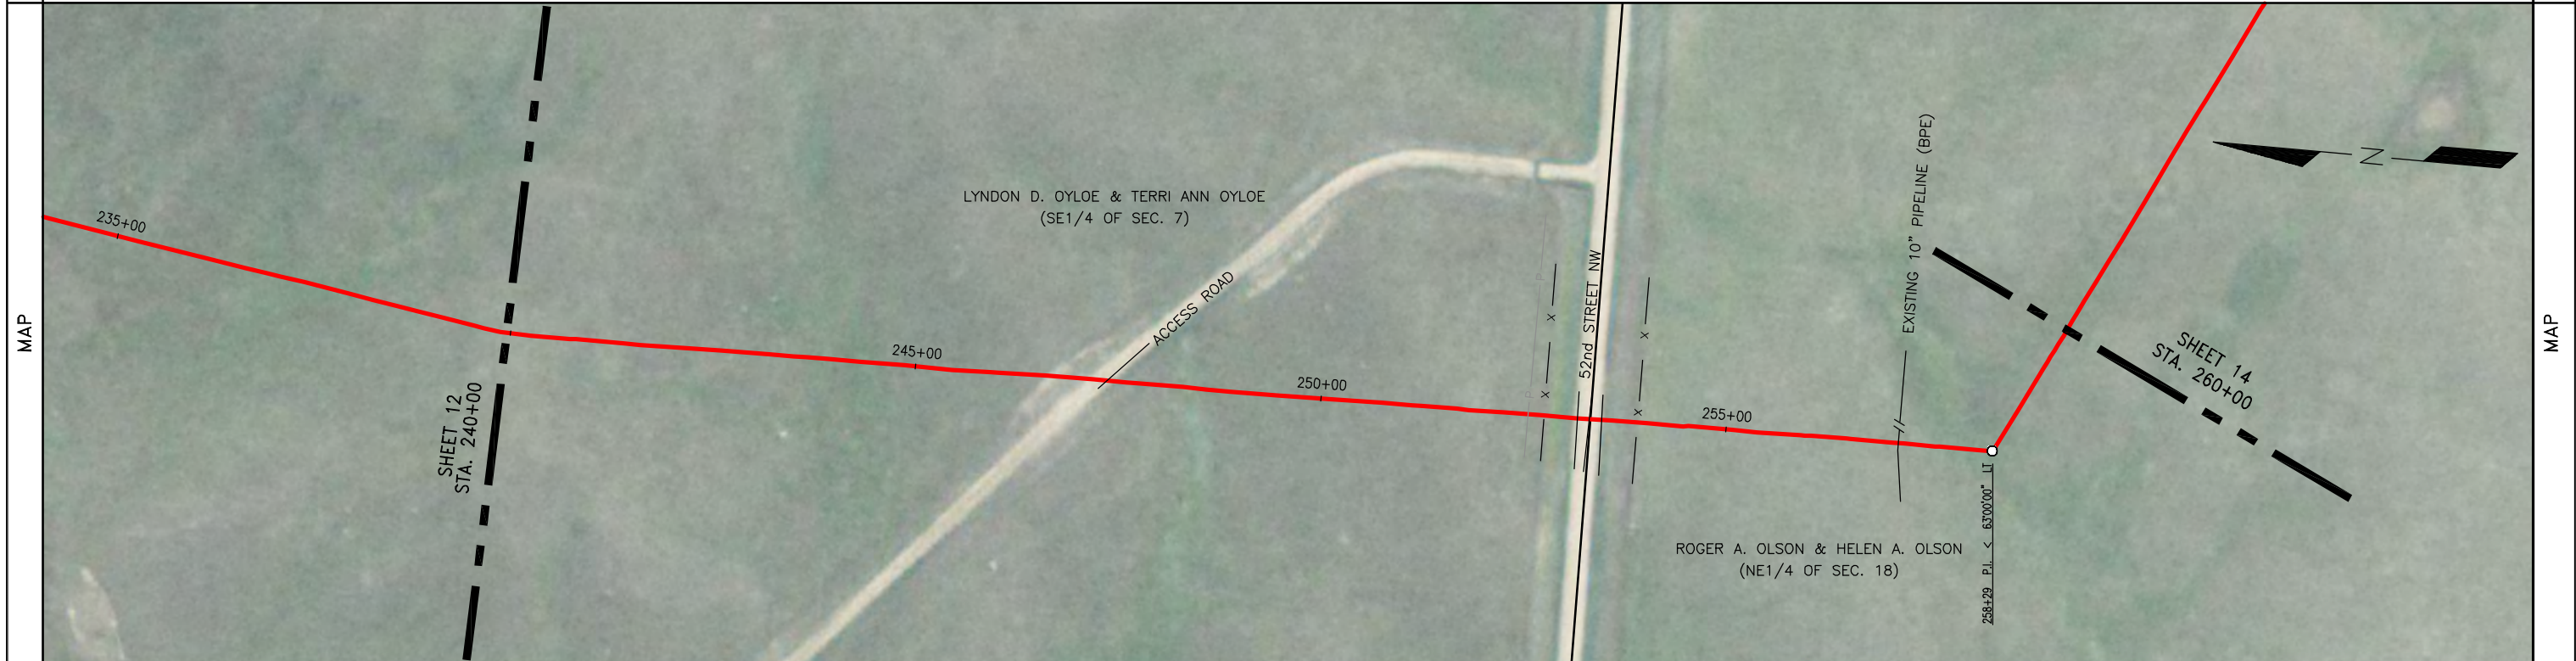 MAP
235+00
SHEET 12
STA. 240+00
LYNDON D. OYLOE & TERRI ANN OYLOE
(SE1/4 OF SEC. 7)
ACCESS ROAD
245+00
250+00
X
X
52nd STREET NW
X
X
255+00
EXISTING 10" PIPELINE (BPE)
ROGER A. OLSON & HELEN A. OLSON
(NE1/4 OF SEC. 18)
258+29 P.I. < 63°00'00" LT
SHEET 14
STA. 260+00
N
MAP